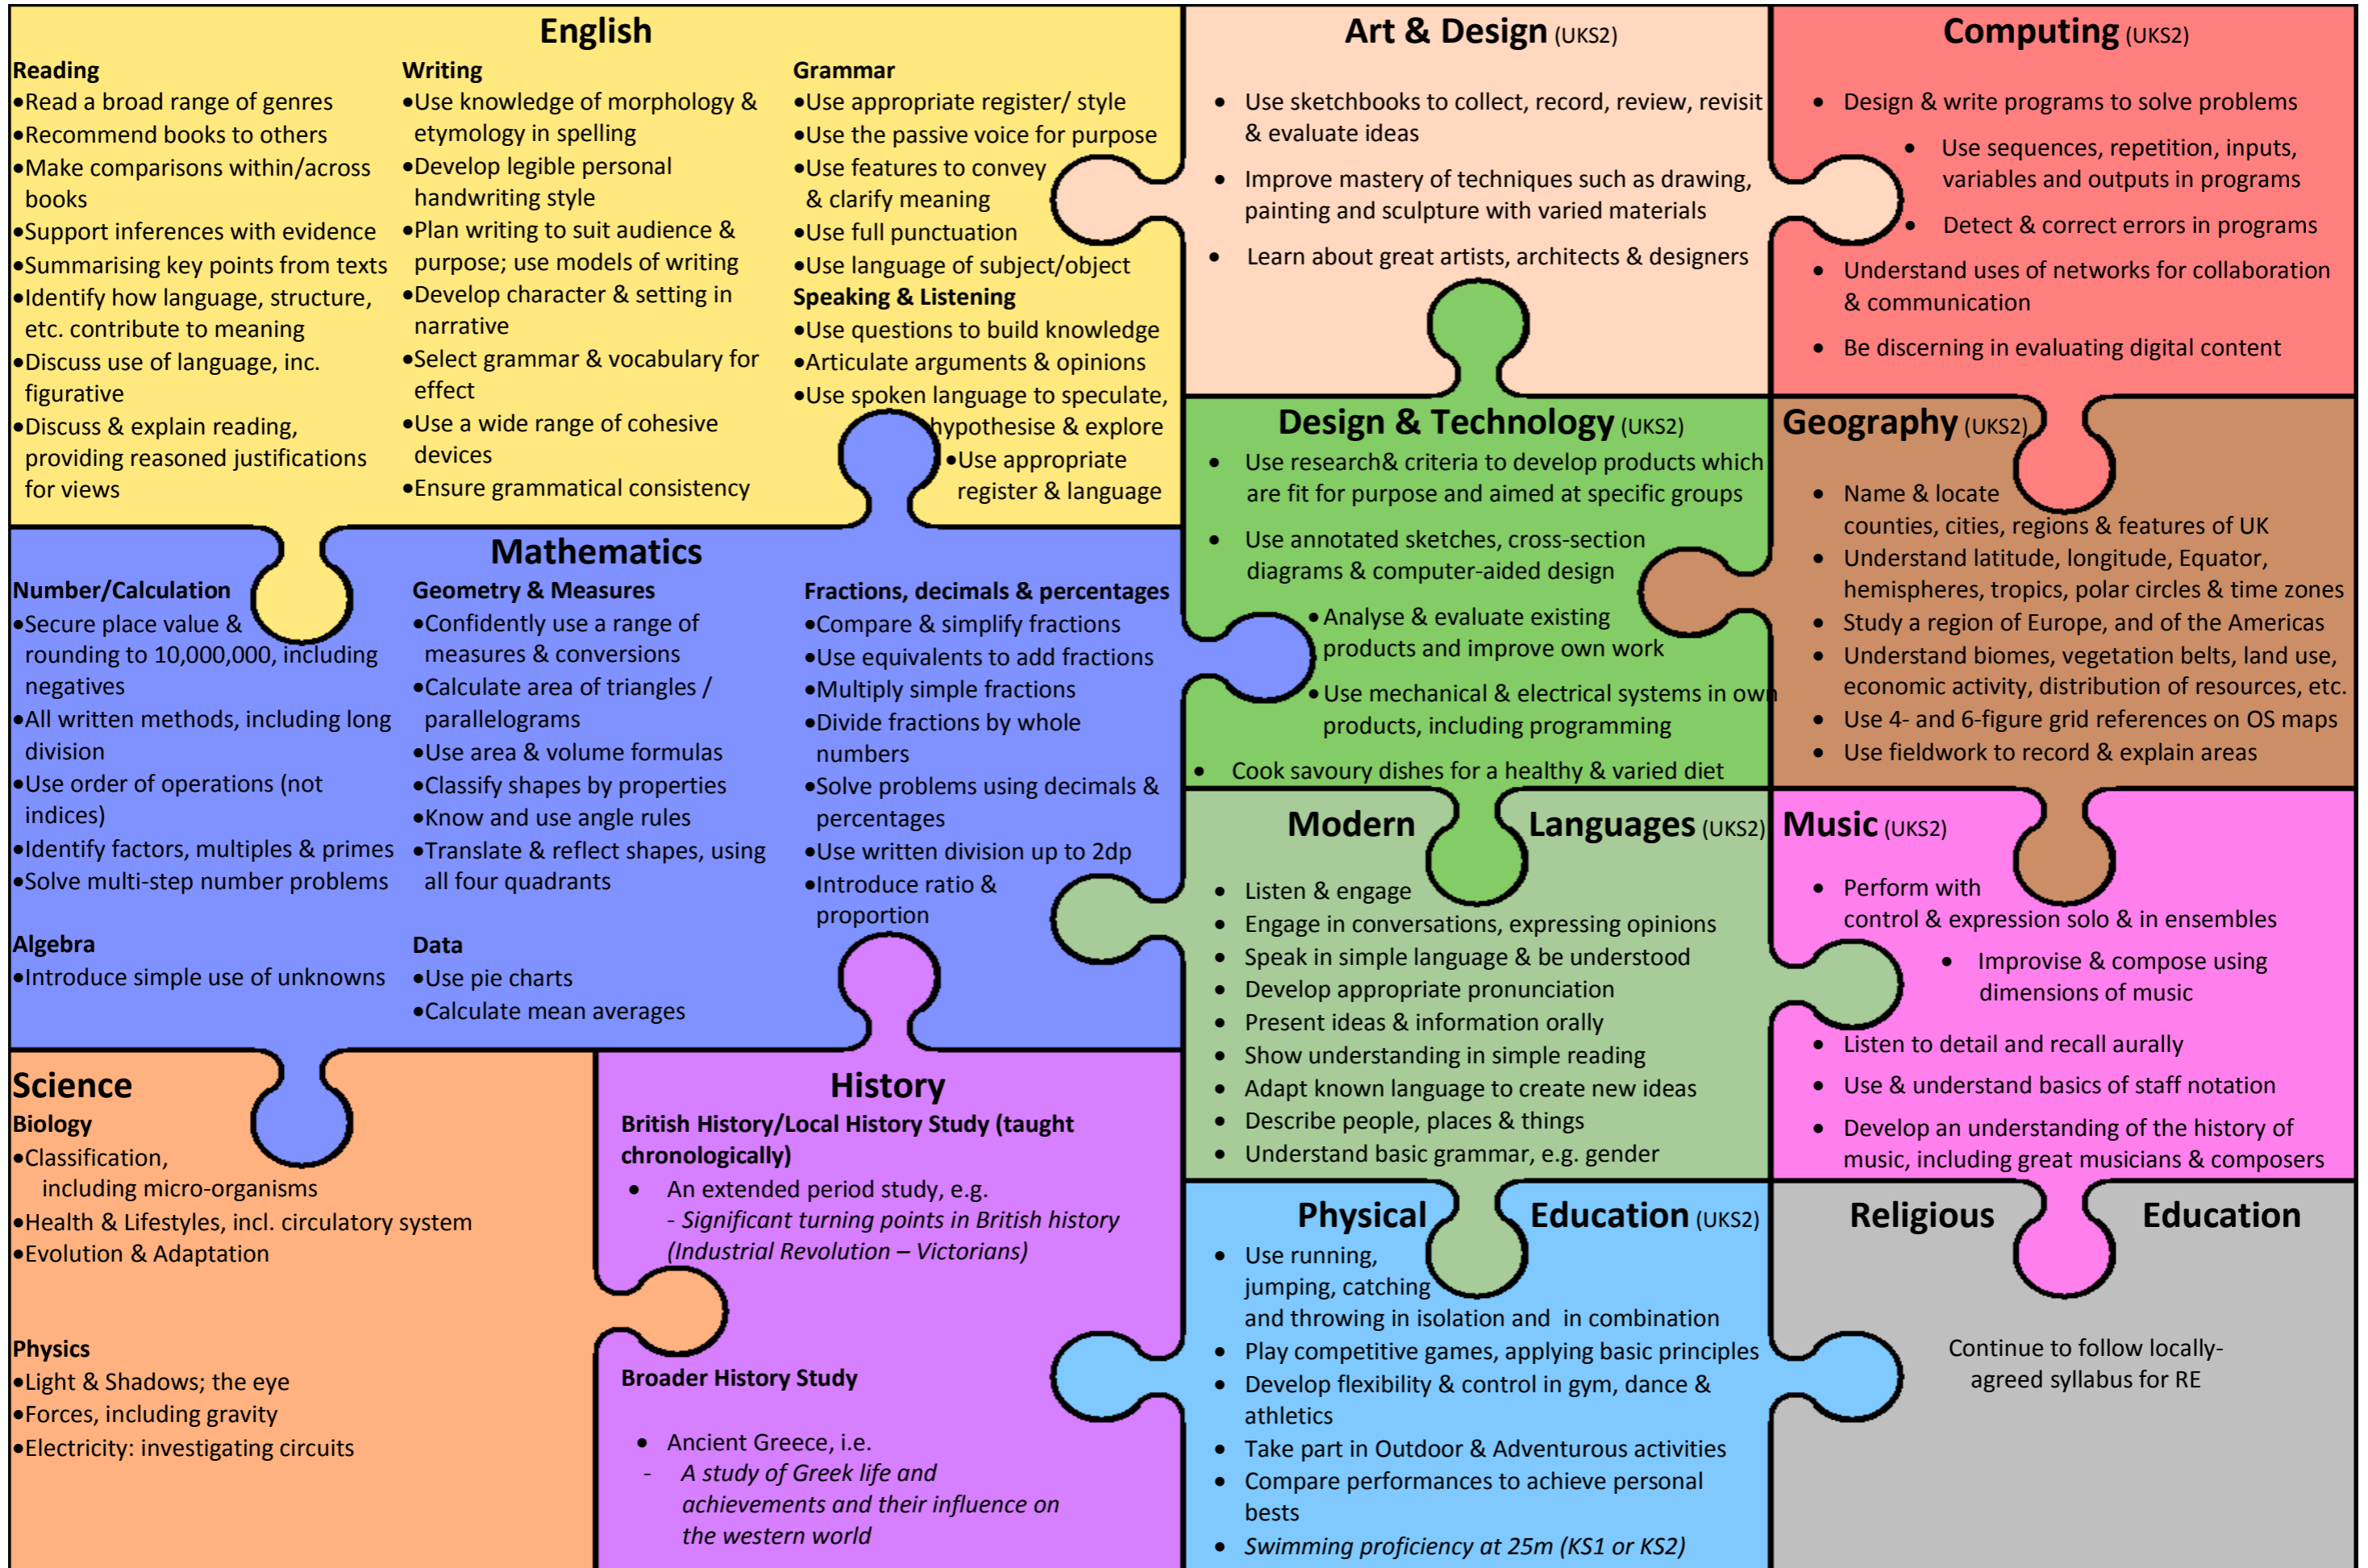 English
Reading
•Read a broad range of genres
•Recommend books to others
•Make comparisons within/across
books
•Support inferences with evidence
•Summarising key points from texts
•Identify how language, structure,
etc. contribute to meaning
•Discuss use of language, inc.
figurative
•Discuss & explain reading,
providing reasoned justifications
for views
Writing
•Use knowledge of morphology &
etymology in spelling
•Develop legible personal
handwriting style
•Plan writing to suit audience &
purpose; use models of writing
•Develop character & setting in
narrative
•Select grammar & vocabulary for
effect
•Use a wide range of cohesive
devices
•Ensure grammatical consistency
Grammar
•Use appropriate register/ style
•Use the passive voice for purpose
•Use features to convey
& clarify meaning
•Use full punctuation
•Use language of subject/object
Speaking & Listening
•Use questions to build knowledge
•Articulate arguments & opinions
•Use spoken language to speculate,
hypothesise & explore
•Use appropriate
register & language
Art & Design (UKS2)
• Use sketchbooks to collect, record, review, revisit
& evaluate ideas
• Improve mastery of techniques such as drawing,
painting and sculpture with varied materials
• Learn about great artists, architects & designers
Computing (UKS2)
• Design & write programs to solve problems
• Use sequences, repetition, inputs,
variables and outputs in programs
• Detect & correct errors in programs
• Understand uses of networks for collaboration
& communication
• Be discerning in evaluating digital content
Design & Technology (UKS2)
• Use research& criteria to develop products which
are fit for purpose and aimed at specific groups
• Use annotated sketches, cross-section
diagrams & computer-aided design
•Analyse & evaluate existing
products and improve own work
•Use mechanical & electrical systems in own
products, including programming
• Cook savoury dishes for a healthy & varied diet
Geography (UKS2)
• Name & locate
counties, cities, regions & features of UK
• Understand latitude, longitude, Equator,
hemispheres, tropics, polar circles & time zones
• Study a region of Europe, and of the Americas
• Understand biomes, vegetation belts, land use,
economic activity, distribution of resources, etc.
• Use 4- and 6-figure grid references on OS maps
• Use fieldwork to record & explain areas
Mathematics
Number/Calculation
•Secure place value &
rounding to 10,000,000, including
negatives
•All written methods, including long
division
•Use order of operations (not
indices)
•Identify factors, multiples & primes
•Solve multi-step number problems
Algebra
•Introduce simple use of unknowns
Geometry & Measures
•Confidently use a range of
measures & conversions
•Calculate area of triangles /
parallelograms
•Use area & volume formulas
•Classify shapes by properties
•Know and use angle rules
•Translate & reflect shapes, using
all four quadrants
Data
•Use pie charts
•Calculate mean averages
Fractions, decimals & percentages
•Compare & simplify fractions
•Use equivalents to add fractions
•Multiply simple fractions
•Divide fractions by whole
numbers
•Solve problems using decimals &
percentages
•Use written division up to 2dp
•Introduce ratio &
proportion
Modern Languages (UKS2)
• Listen & engage
• Engage in conversations, expressing opinions
• Speak in simple language & be understood
• Develop appropriate pronunciation
• Present ideas & information orally
• Show understanding in simple reading
• Adapt known language to create new ideas
• Describe people, places & things
• Understand basic grammar, e.g. gender
Music (UKS2)
• Perform with
control & expression solo & in ensembles
• Improvise & compose using
dimensions of music
• Listen to detail and recall aurally
• Use & understand basics of staff notation
• Develop an understanding of the history of
music, including great musicians & composers
Science
Biology
•Classification,
including micro-organisms
•Health & Lifestyles, incl. circulatory system
•Evolution & Adaptation
Physics
•Light & Shadows; the eye
•Forces, including gravity
•Electricity: investigating circuits
History
British History/Local History Study (taught
chronologically)
• An extended period study, e.g.
- Significant turning points in British history
(Industrial Revolution – Victorians)
Broader History Study
• Ancient Greece, i.e.
- A study of Greek life and
achievements and their influence on
the western world
Physical Education (UKS2)
• Use running,
jumping, catching
and throwing in isolation and in combination
• Play competitive games, applying basic principles
• Develop flexibility & control in gym, dance &
athletics
• Take part in Outdoor & Adventurous activities
• Compare performances to achieve personal
bests
• Swimming proficiency at 25m (KS1 or KS2)
Religious Education
Continue to follow locally-
agreed syllabus for RE